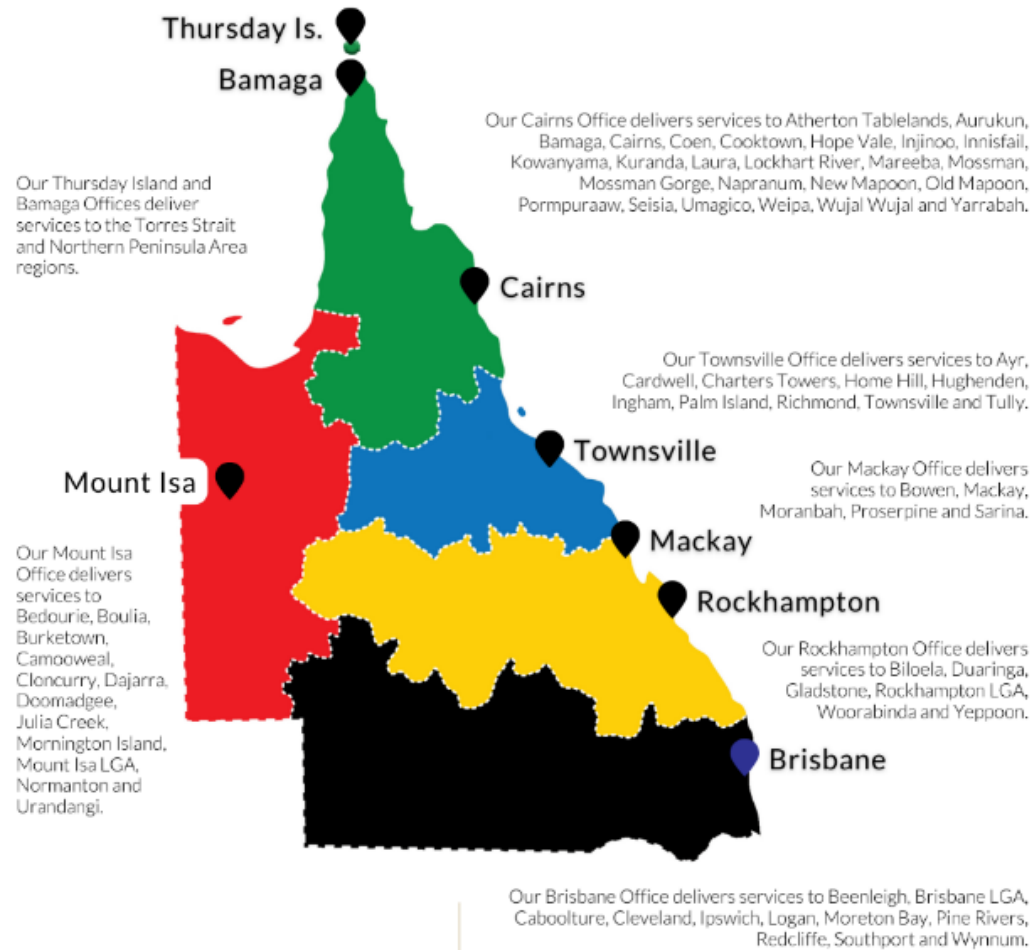 Thursday Is.
Bamaga
Our Cairns Office delivers services to Atherton Tablelands, Aurukun,
Bamaga, Cairns, Coen, Cooktown, Hope Vale, Injinoo, Innisfail,
Kowanyama, Kuranda, Laura, Lockhart River, Mareeba, Mossman,
Mossman Gorge, Napranum, New Mapoon, Old Mapoon,
Pormpuraaw, Seisia, Umagico, Weipa, Wujal Wujal and Yarrabah.
Our Thursday Island and
Bamaga Offices deliver
services to the Torres Strait
and Northern Peninsula Area
regions.
Cairns
Our Townsville Office delivers services to Ayr,
Cardwell, Charters Towers, Home Hill, Hughenden,
Ingham, Palm Island, Richmond, Townsville and Tully.
Townsville
Mount Isa
Our Mackay Office delivers
services to Bowen, Mackay,
Moranbah, Proserpine and Sarina.
Mackay
Our Mount Isa
Office delivers
services to
Bedourie, Boulia,
Burketown,
Camooweal,
Cloncurry, Dajarra,
Doomadgee,
Julia Creek,
Mornington Island,
Mount Isa LGA,
Normanton and
Urandangi.
Rockhampton
Our Rockhampton Office delivers
services to Biloela, Duaringa,
Gladstone, Rockhampton LGA,
Woorabinda and Yeppoon.
Brisbane
Our Brisbane Office delivers services to Beenleigh, Brisbane LGA,
Caboolture, Cleveland, Ipswich, Logan, Moreton Bay, Pine Rivers,
Redcliffe, Southport and Wynnum.